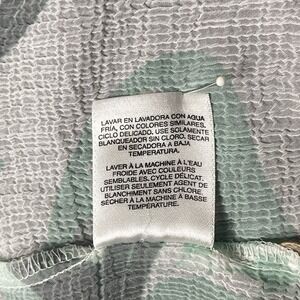 LAVAR EN LAVADORA CON AGUA
FRÍA, CON COLORES SIMILARES,
CICLO DELICADO. USE SOLAMENTE
BLANQUEADOR SIN CLORO. SECAR
EN SECADORA A BAJA
TEMPERATURA.
LAVER À LA MACHINE À L'EAU
FROIDE AVEC COULEURS
SEMBLABLES, CYCLE DÉLICAT.
UTILISER SEULEMENT AGENT DE
BLANCHIMENT SANS CHLORE.
SÉCHER À LA MACHINE À BASSE
TEMPÉRATURE.